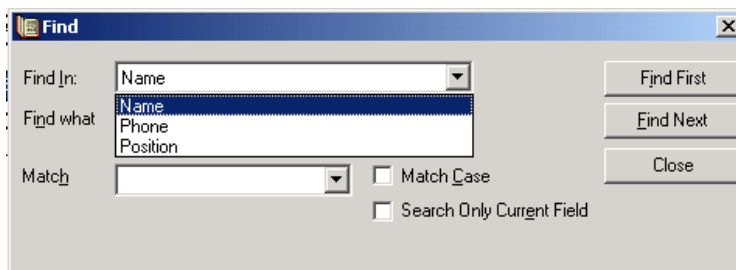 Find
Find In: Name Find First
Name
Find what Phone Find Next
Position
Match Match Case Close
Search Only Current Field